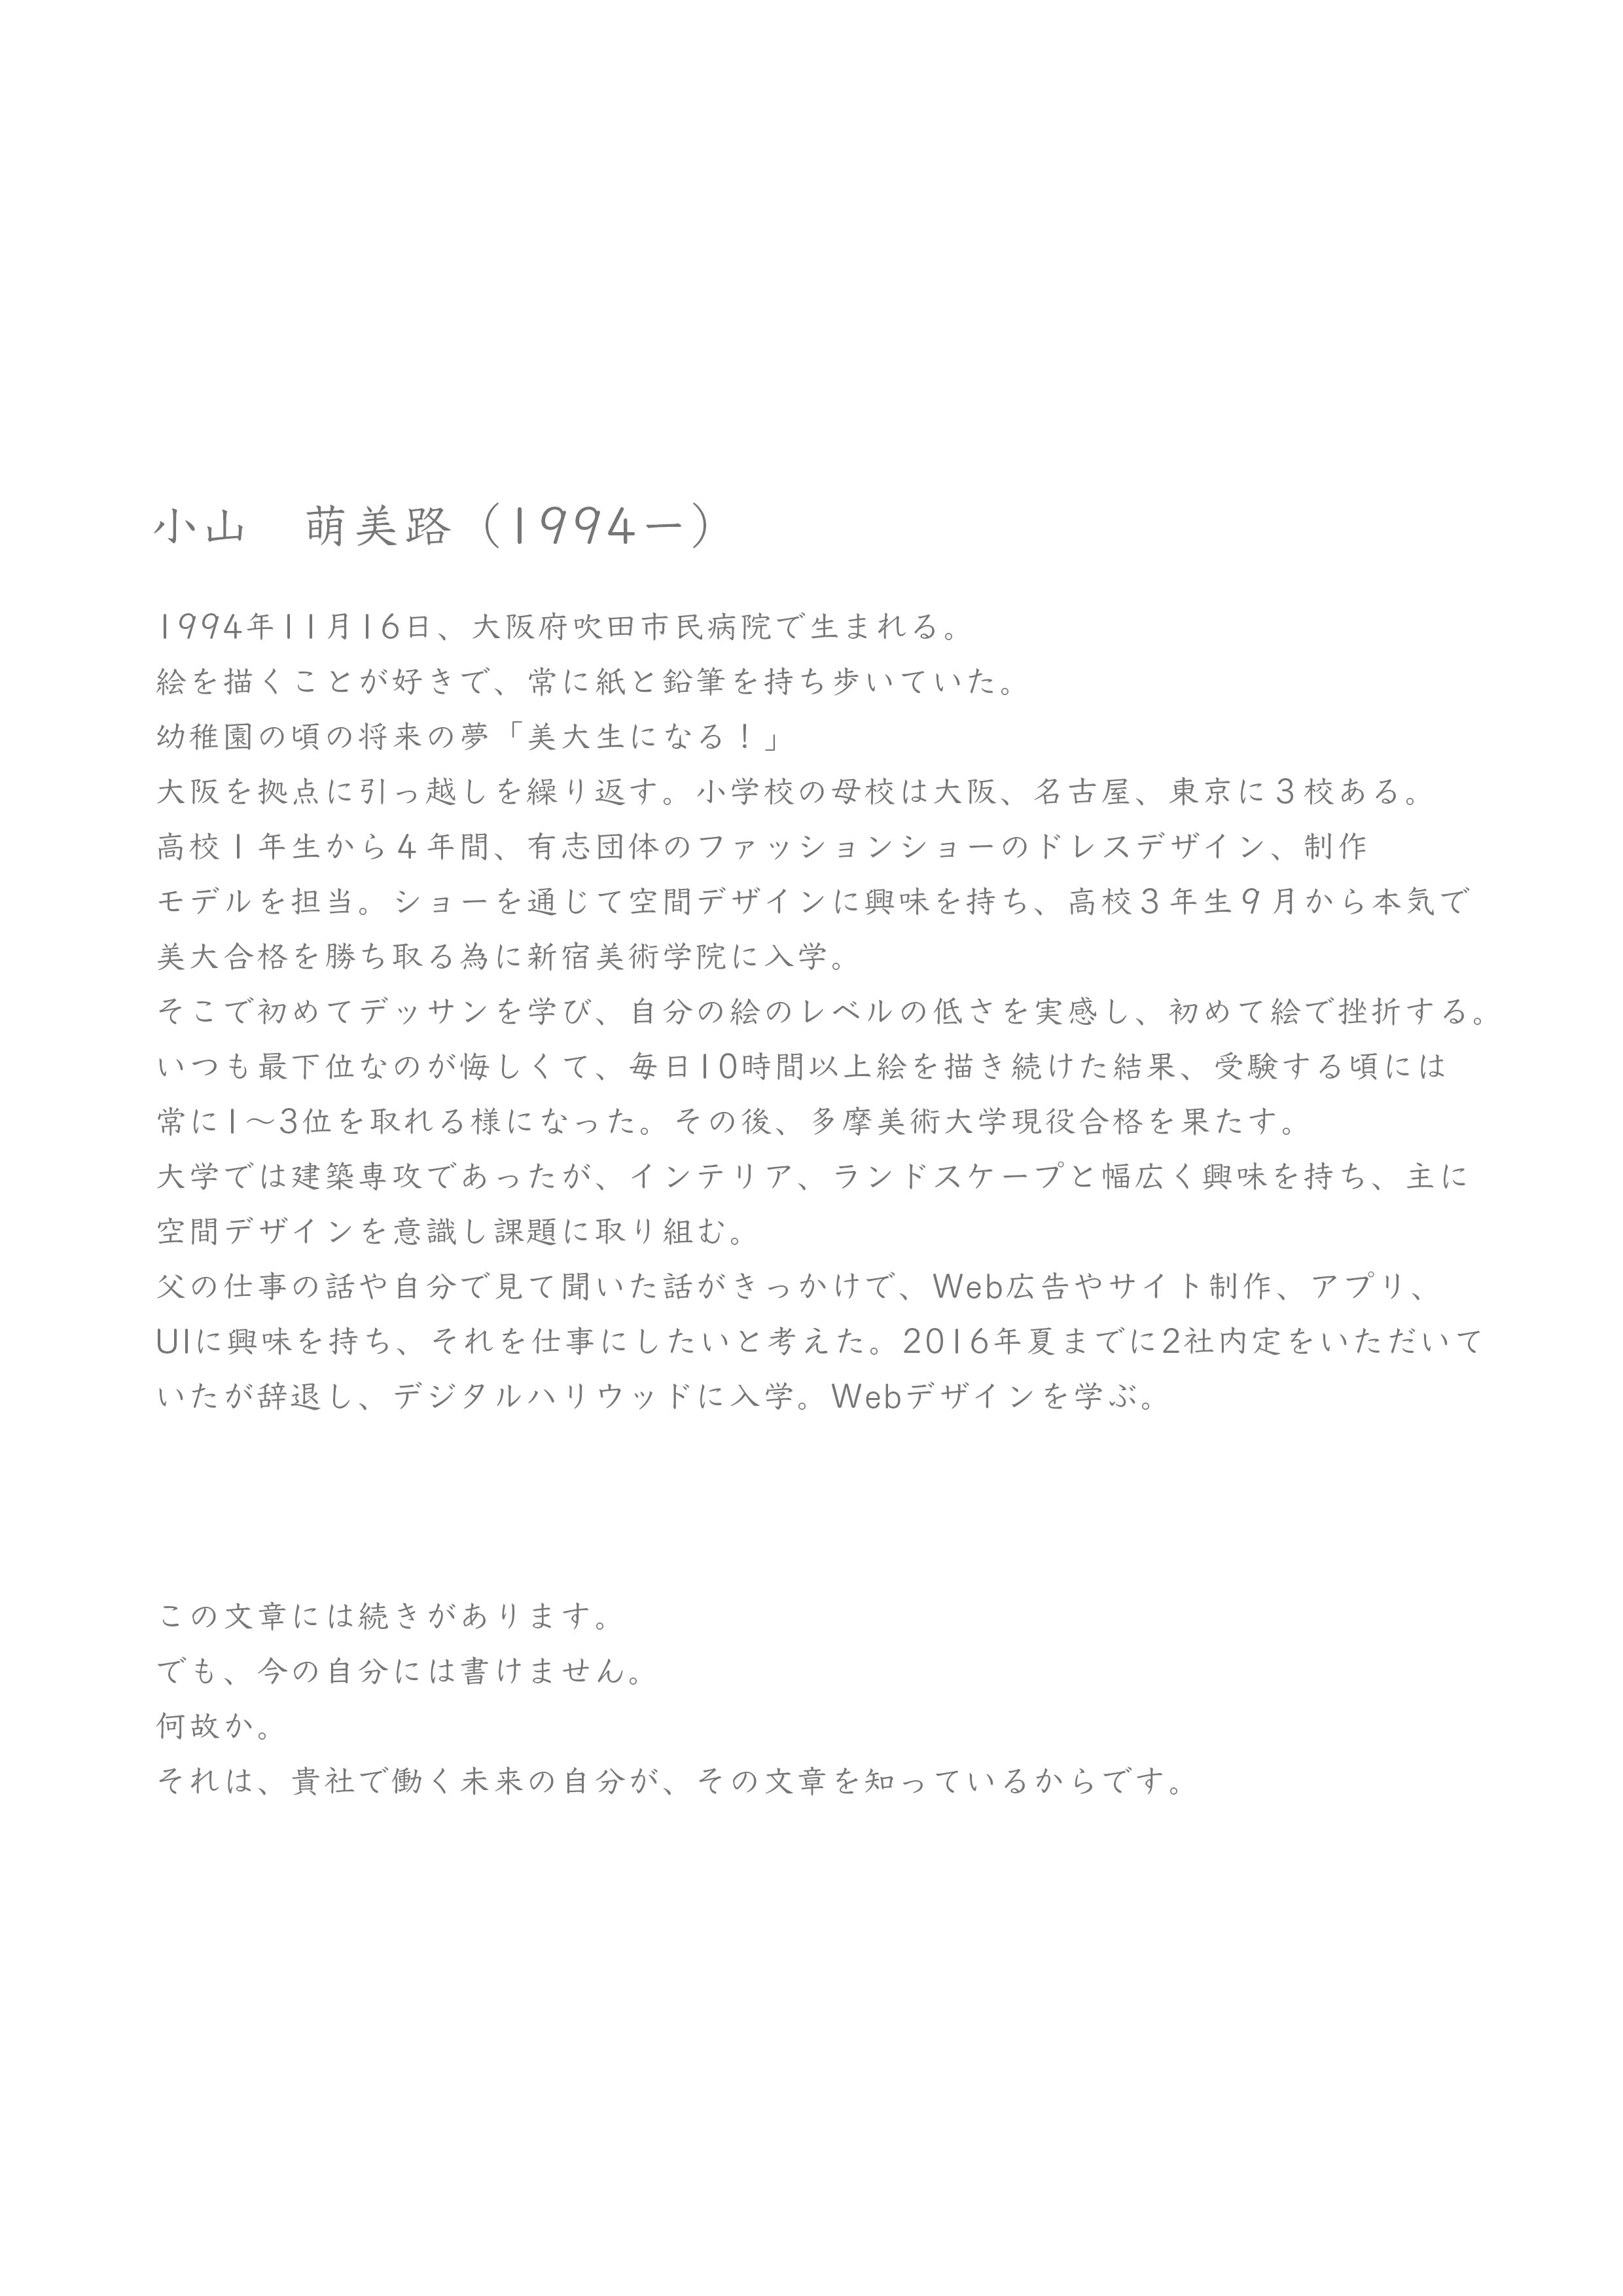 小山　萌美路（1994ー）
1994年11月16日、大阪府吹田市民病院で生まれる。
絵を描くことが好きで、常に紙と鉛筆を持ち歩いていた。
幼稚園の頃の将来の夢「美大生になる！」
大阪を拠点に引っ越しを繰り返す。小学校の母校は大阪、名古屋、東京に３校ある。
高校１年生から４年間、有志団体のファッションショーのドレスデザイン、制作
モデルを担当。ショーを通じて空間デザインに興味を持ち、高校３年生９月から本気で
美大合格を勝ち取る為に新宿美術学院に入学。
そこで初めてデッサンを学び、自分の絵のレベルの低さを実感し、初めて絵で挫折する。
いつも最下位なのが悔しくて、毎日10時間以上絵を描き続けた結果、受験する頃には
常に1〜3位を取れる様になった。その後、多摩美術大学現役合格を果たす。
大学では建築専攻であったが、インテリア、ランドスケープと幅広く興味を持ち、主に
空間デザインを意識し課題に取り組む。
父の仕事の話や自分で見て聞いた話がきっかけで、Web広告やサイト制作、アプリ、
UIに興味を持ち、それを仕事にしたいと考えた。2016年夏までに2社内定をいただいて
いたが辞退し、デジタルハリウッドに入学。Webデザインを学ぶ。
この文章には続きがあります。
でも、今の自分には書けません。
何故か。
それは、貴社で働く未来の自分が、その文章を知っているからです。